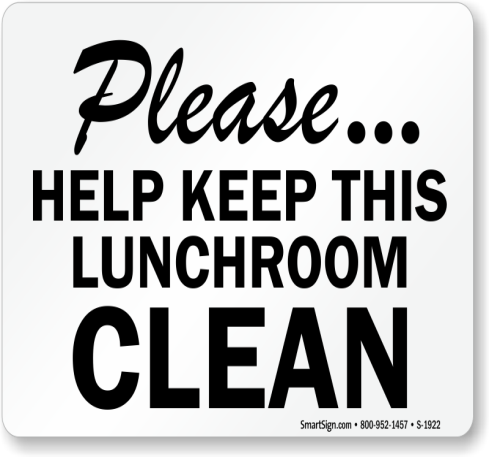 Please...
HELP KEEP THIS
LUNCHROOM
CLEAN
SmartSign.com • 800-952-1457 • S-1922